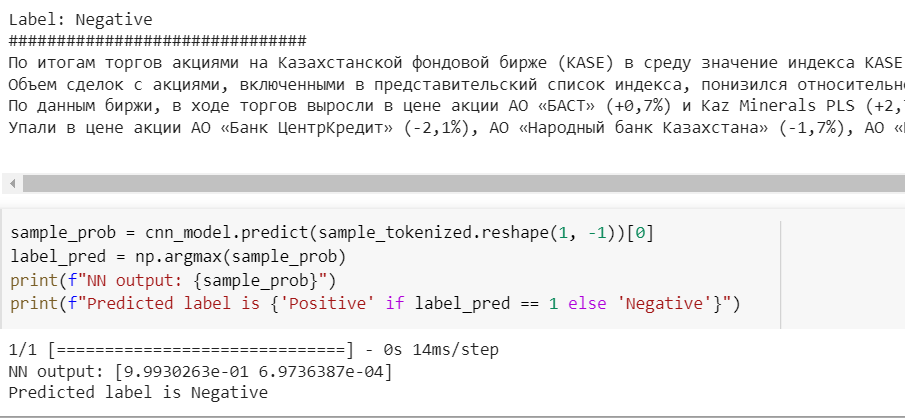 Label: Negative
###############################
По итогам торгов акциями на Казахстанской фондовой бирже (KASE) в среду значение индекса KASE
Объем сделок с акциями, включенными в представительский список индекса, понизился
По данным биржи, в ходе торгов выросли в цене акции АО «БАСТ» (+0,7%) и Kaz Minerals PLS (+2,
Упали в цене акции АО «Банк ЦентрКредит» (-2,1%), АО «Народный банк Казахстана» (-1,7%), АО
sample_prob = cnn_model.predict(sample_tokenized.reshape(1, -1))[0]
label_pred = np.argmax(sample_prob)
print(f"NN output: {sample_prob}")
print(f"Predicted label is {'Positive' if label_pred == 1 else 'Negative'}")
1/1 [==============================] - 0s 14ms/step
NN output: [9.9930263e-01 6.9736387e-04]
Predicted label is Negative